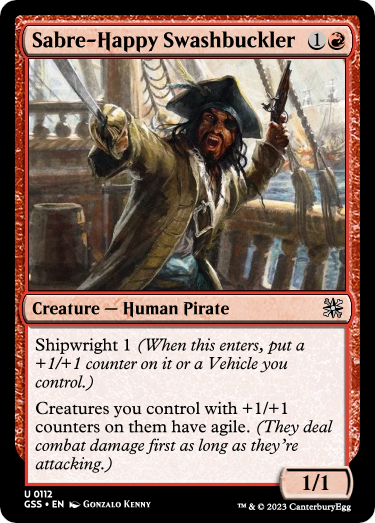 Sabre-Happy Swashbuckler 1
Creature — Human Pirate
Shipwright 1 (When this enters, put a
+1/+1 counter on it or a Vehicle you
control.)
Creatures you control with +1/+1
counters on them have agile. (They deal
combat damage first as long as they're
attacking.)
1/1
U 0112
GSS • EN Gonzalo Kenny
™ & © 2023 CanterburyEgg